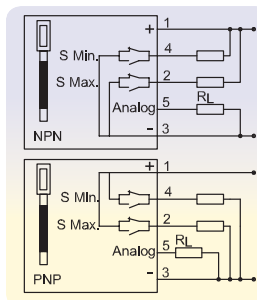 + 1
S Min. 4
S Max. 2
Analog 5 RL
NPN - 3
+ 1
S MIn. 4
S Max. 2
Analog 5 RL
PNP - 3